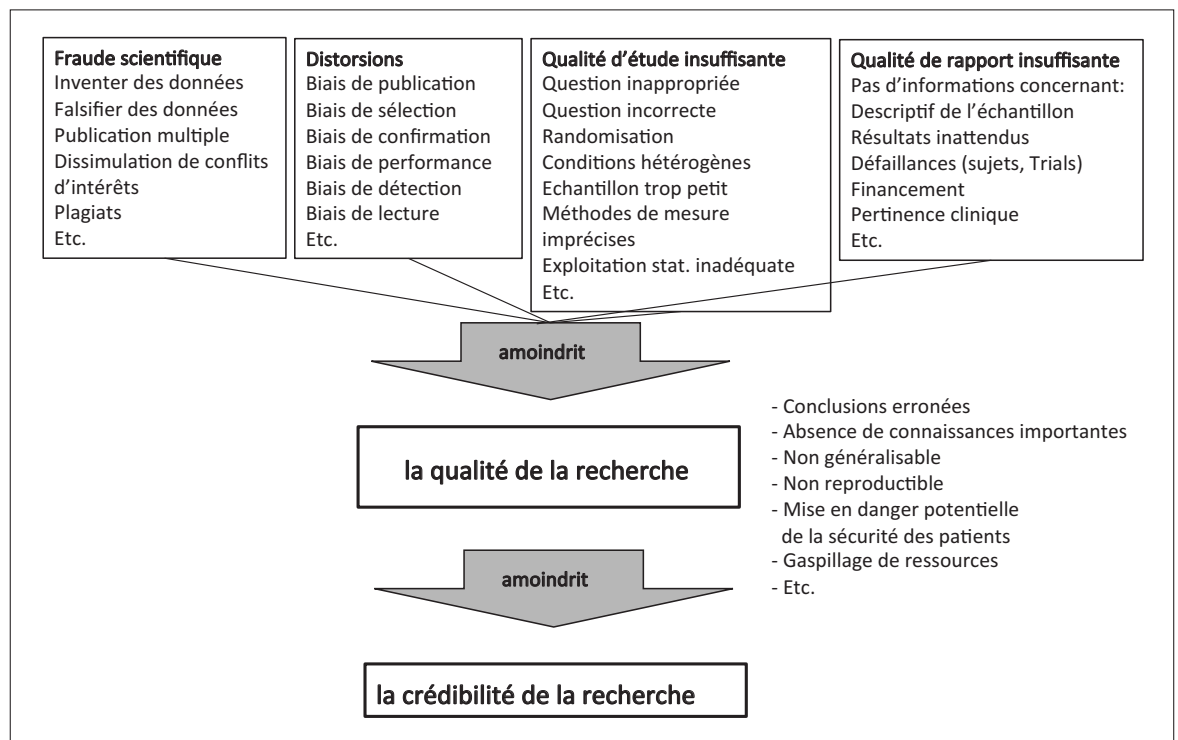 Fraude scientifique
Inventer des données
Falsifier des données
Publication multiple
Dissimulation de conflits
d’intérêts
Plagiats
Etc.
Distorsions
Biais de publication
Biais de sélection
Biais de confirmation
Biais de performance
Biais de détection
Biais de lecture
Etc.
Qualité d’étude insuffisante
Question inappropriée
Question incorrecte
Randomisation
Conditions hétérogènes
Echantillon trop petit
Méthodes de mesure
imprécises
Exploitation stat. inadéquate
Etc.
Qualité de rapport insuffisante
Pas d’informations concernant:
Descriptif de l’échantillon
Résultats inattendus
Défaillances (sujets, Trials)
Financement
Pertinence clinique
Etc.
amoindrit
la qualité de la recherche
- Conclusions erronées
- Absence de connaissances importantes
- Non généralisable
- Non reproductible
- Mise en danger potentielle
de la sécurité des patients
- Gaspillage de ressources
- Etc.
amoindrit
la crédibilité de la recherche